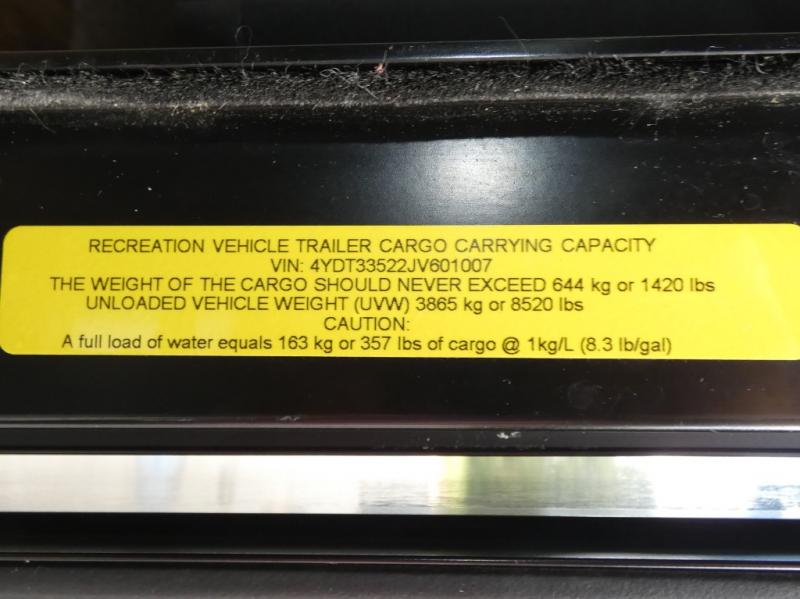 RECREATION VEHICLE TRAILER CARGO CARRYING CAPACITY
VIN: 4YDT33522JV601007
THE WEIGHT OF THE CARGO SHOULD NEVER EXCEED 644 kg or 1420 lbs
UNLOADED VEHICLE WEIGHT (UVW) 3865 kg or 8520 lbs
CAUTION:
A full load of water equals 163 kg or 357 lbs of cargo @ 1kg/L (8.3 lb/gal)